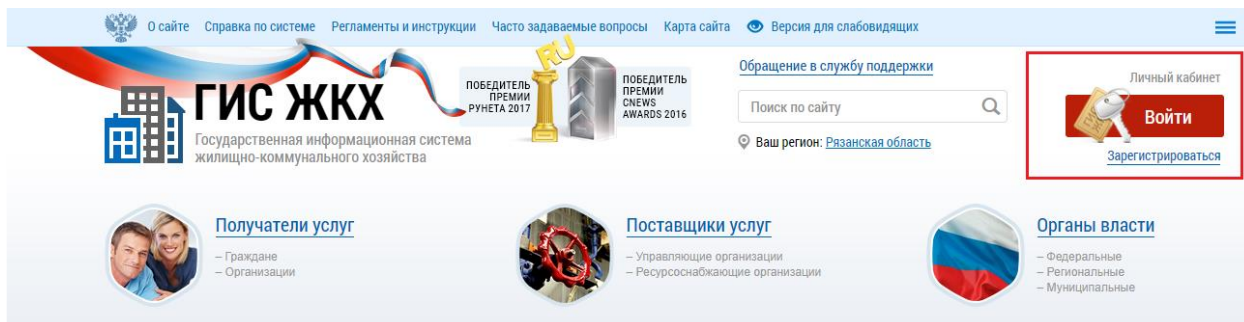 О сайте Справка по системе Регламенты и инструкции Часто задаваемые вопросы Карта сайта Версия для слабовидящих
ГИС ЖКХ
Государственная информационная система
жилищно-коммунального хозяйства
ПОБЕДИТЕЛЬ
ПРЕМИИ
РУНЕТА 2017
RU
ПОБЕДИТЕЛЬ
ПРЕМИИ
CNEWS
AWARDS 2016
Обращение в службу поддержки
Поиск по сайту
Ваш регион: Рязанская область
Личный кабинет
Войти
Зарегистрироваться
Получатели услуг
– Граждане
– Организации
Поставщики услуг
– Управляющие организации
– Ресурсоснабжающие организации
Органы власти
– Федеральные
– Региональные
– Муниципальные